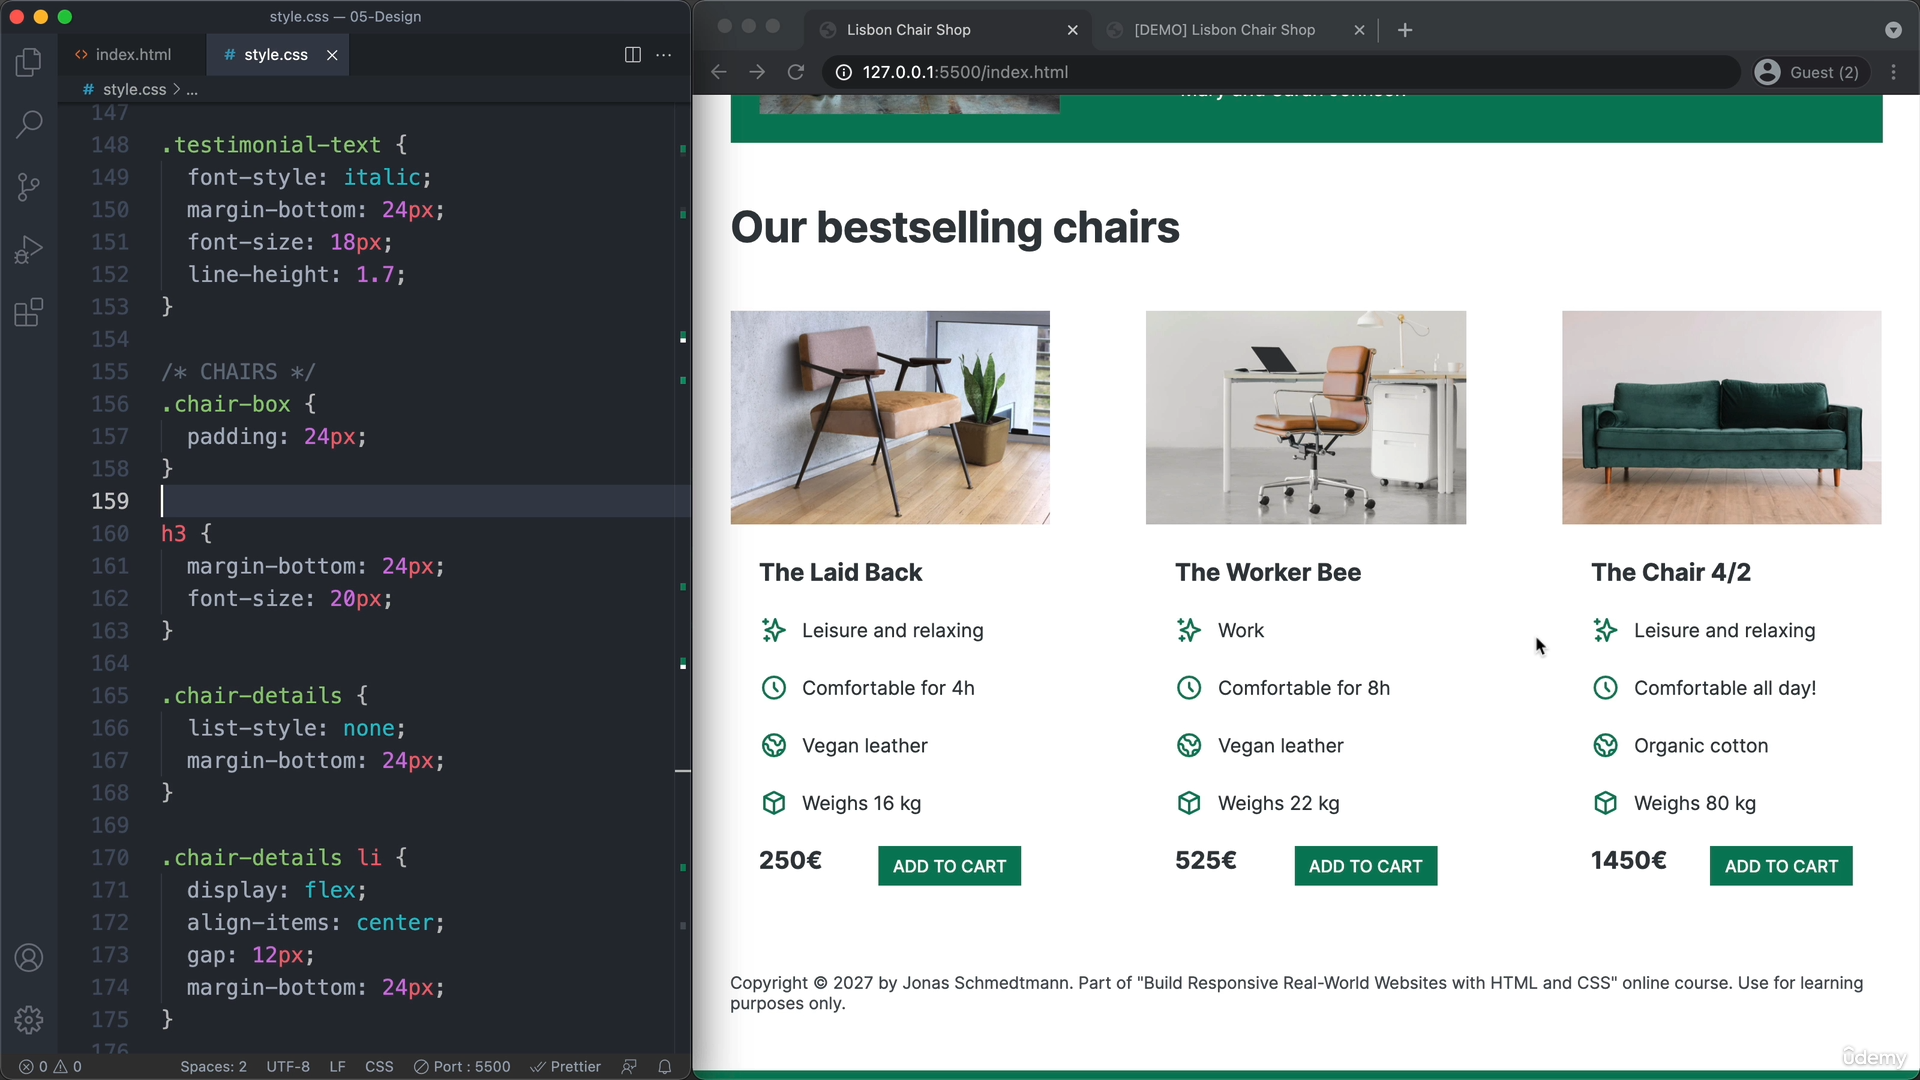 style.css — 05-Design
index.html
style.css
style.css > ...
147
148 .testimonial-text {
149 font-style: italic;
150 margin-bottom: 24px;
151 font-size: 18px;
152 line-height: 1.7;
153 }
154
155 /* CHAIRS */
156 .chair-box {
157 padding: 24px;
158 }
159
160 h3 {
161 margin-bottom: 24px;
162 font-size: 20px;
163 }
164
165 .chair-details {
166 list-style: none;
167 margin-bottom: 24px;
168 }
169
170 .chair-details li {
171 display: flex;
172 align-items: center;
173 gap: 12px;
174 margin-bottom: 24px;
175 }
176
0 0 Spaces: 2 UTF-8 LF CSS Port : 5500 Prettier
Lisbon Chair Shop
[DEMO] Lisbon Chair Shop
127.0.0.1:5500/index.html
Guest (2)
Mary and Sarah Johnson
Our bestselling chairs
The Laid Back
Leisure and relaxing
Comfortable for 4h
Vegan leather
Weighs 16 kg
250€ ADD TO CART
The Worker Bee
Work
Comfortable for 8h
Vegan leather
Weighs 22 kg
525€ ADD TO CART
The Chair 4/2
Leisure and relaxing
Comfortable all day!
Organic cotton
Weighs 80 kg
1450€ ADD TO CART
Copyright © 2027 by Jonas Schmedtmann. Part of "Build Responsive Real-World Websites with HTML and CSS" online course. Use for learning
purposes only.
ûdemy